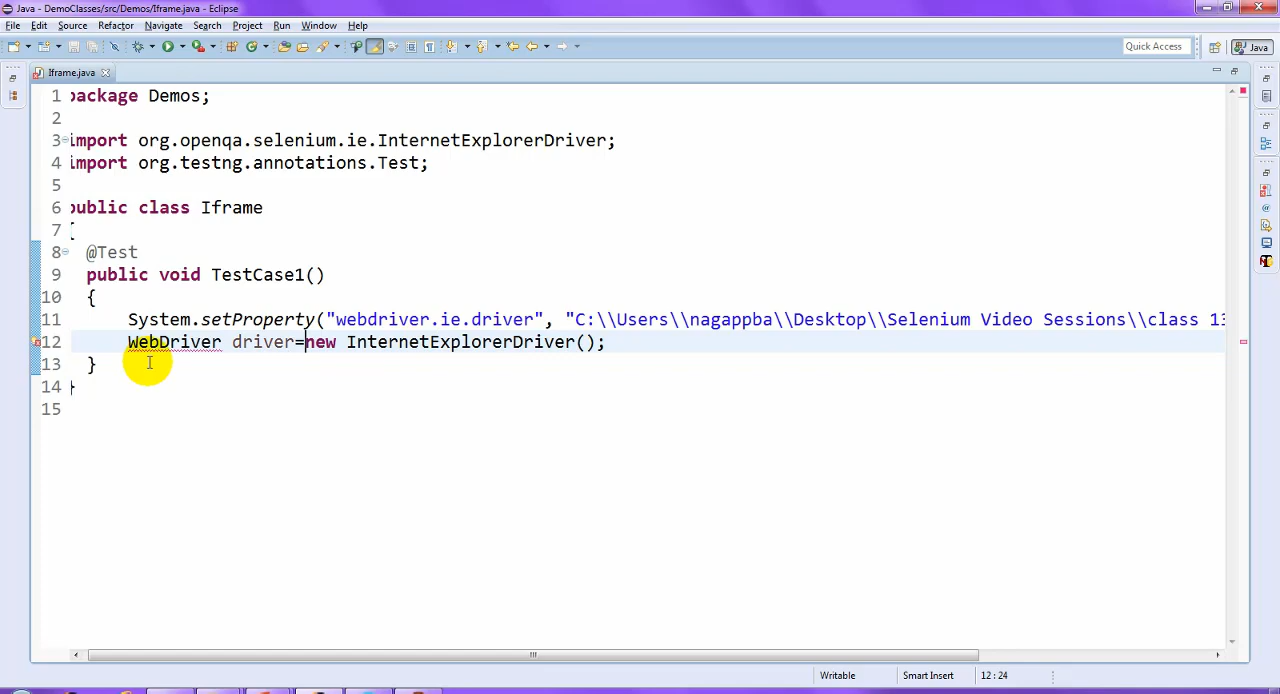 Java - DemoClasses/src/Demos/Iframe.java - Eclipse
File Edit Source Refactor Navigate Search Project Run Window Help
Quick Access Java
Iframe.java
1 package Demos;
2
3 import org.openqa.selenium.ie.InternetExplorerDriver;
4 import org.testng.annotations.Test;
5
6 public class Iframe
7 {
8 @Test
9 public void TestCase1()
10 {
11 System.setProperty("webdriver.ie.driver", "C:\\Users\\nagappba\\Desktop\\Selenium Video Sessions\\class 13
12 WebDriver driver=new InternetExplorerDriver();
13 }
14 }
15
Writable Smart Insert 12 : 24